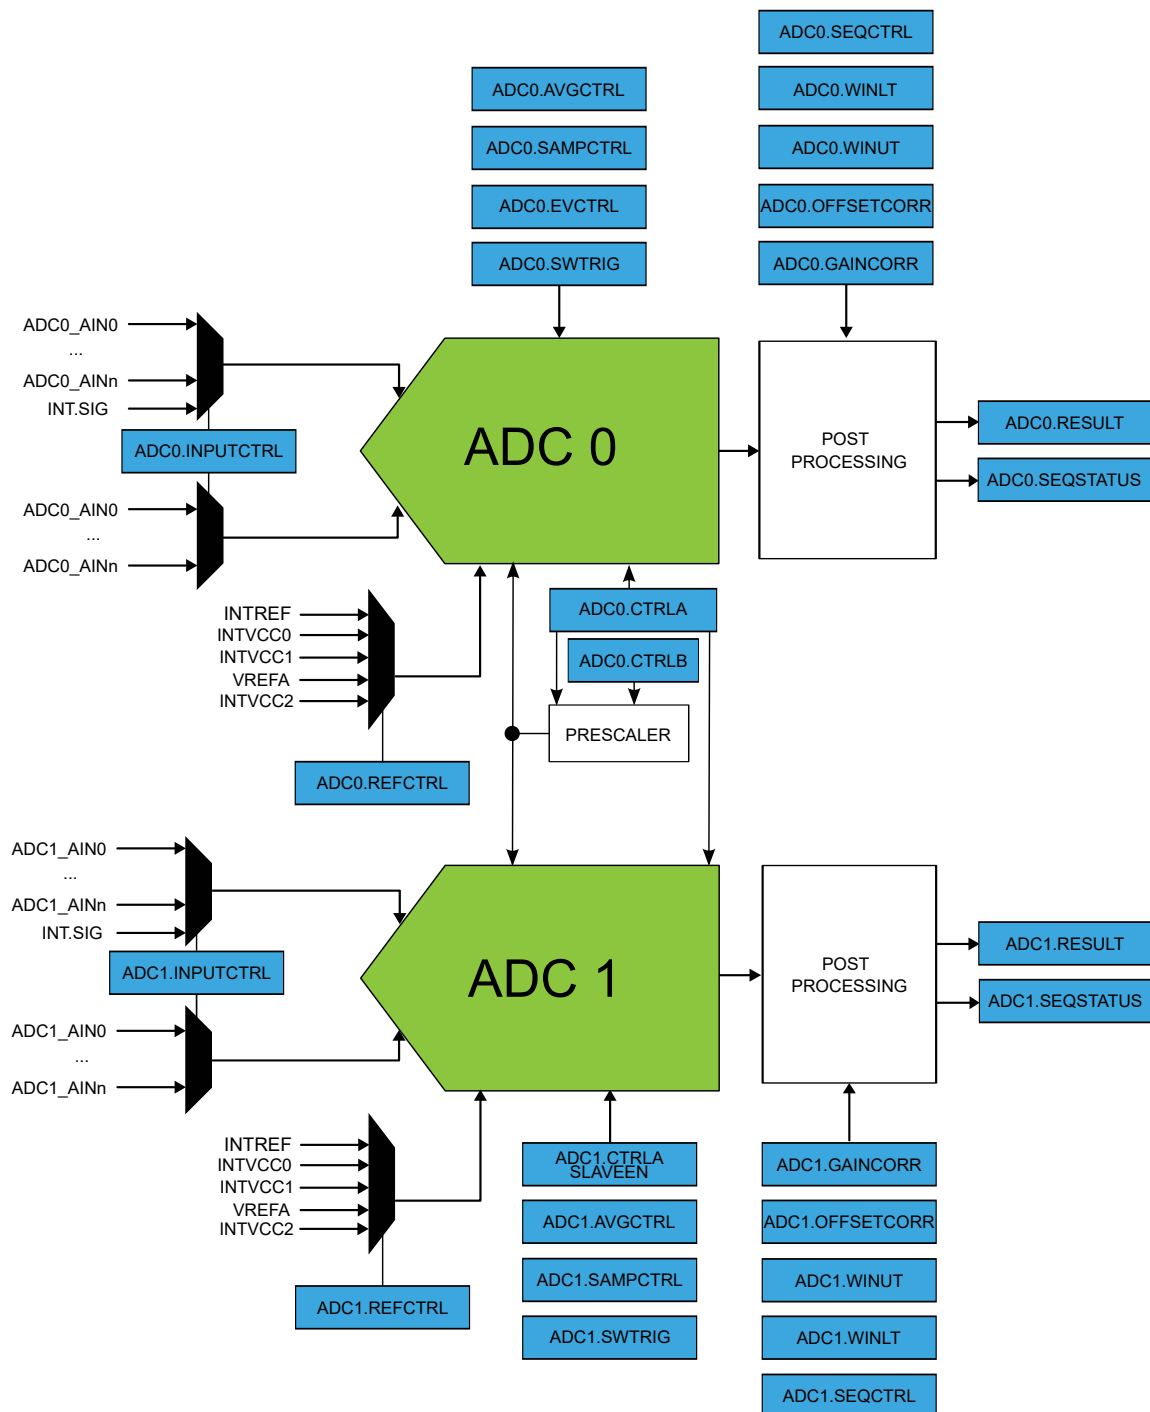 ADC0.SEQCTRL
ADC0.AVGCTRL
ADC0.WINLT
ADC0.SAMPCTRL
ADC0.WINUT
ADC0.EVCTRL
ADC0.OFFSETCORR
ADC0.SWTRIG
ADC0.GAINCORR
ADC0_AIN0
...
ADC0_AINn
INT.SIG
ADC0.INPUTCTRL
ADC0_AIN0
...
ADC0_AINn
ADC 0
POST
PROCESSING
ADC0.RESULT
ADC0.SEQSTATUS
INTREF
INTVCC0
INTVCC1
VREFA
INTVCC2
ADC0.REFCTRL
ADC0.CTRLA
ADC0.CTRLB
PRESCALER
ADC1_AIN0
...
ADC1_AINn
INT.SIG
ADC1.INPUTCTRL
ADC1_AIN0
...
ADC1_AINn
ADC 1
POST
PROCESSING
ADC1.RESULT
ADC1.SEQSTATUS
INTREF
INTVCC0
INTVCC1
VREFA
INTVCC2
ADC1.REFCTRL
ADC1.CTRLA
SLAVEEN
ADC1.AVGCTRL
ADC1.SAMPCTRL
ADC1.SWTRIG
ADC1.GAINCORR
ADC1.OFFSETCORR
ADC1.WINUT
ADC1.WINLT
ADC1.SEQCTRL